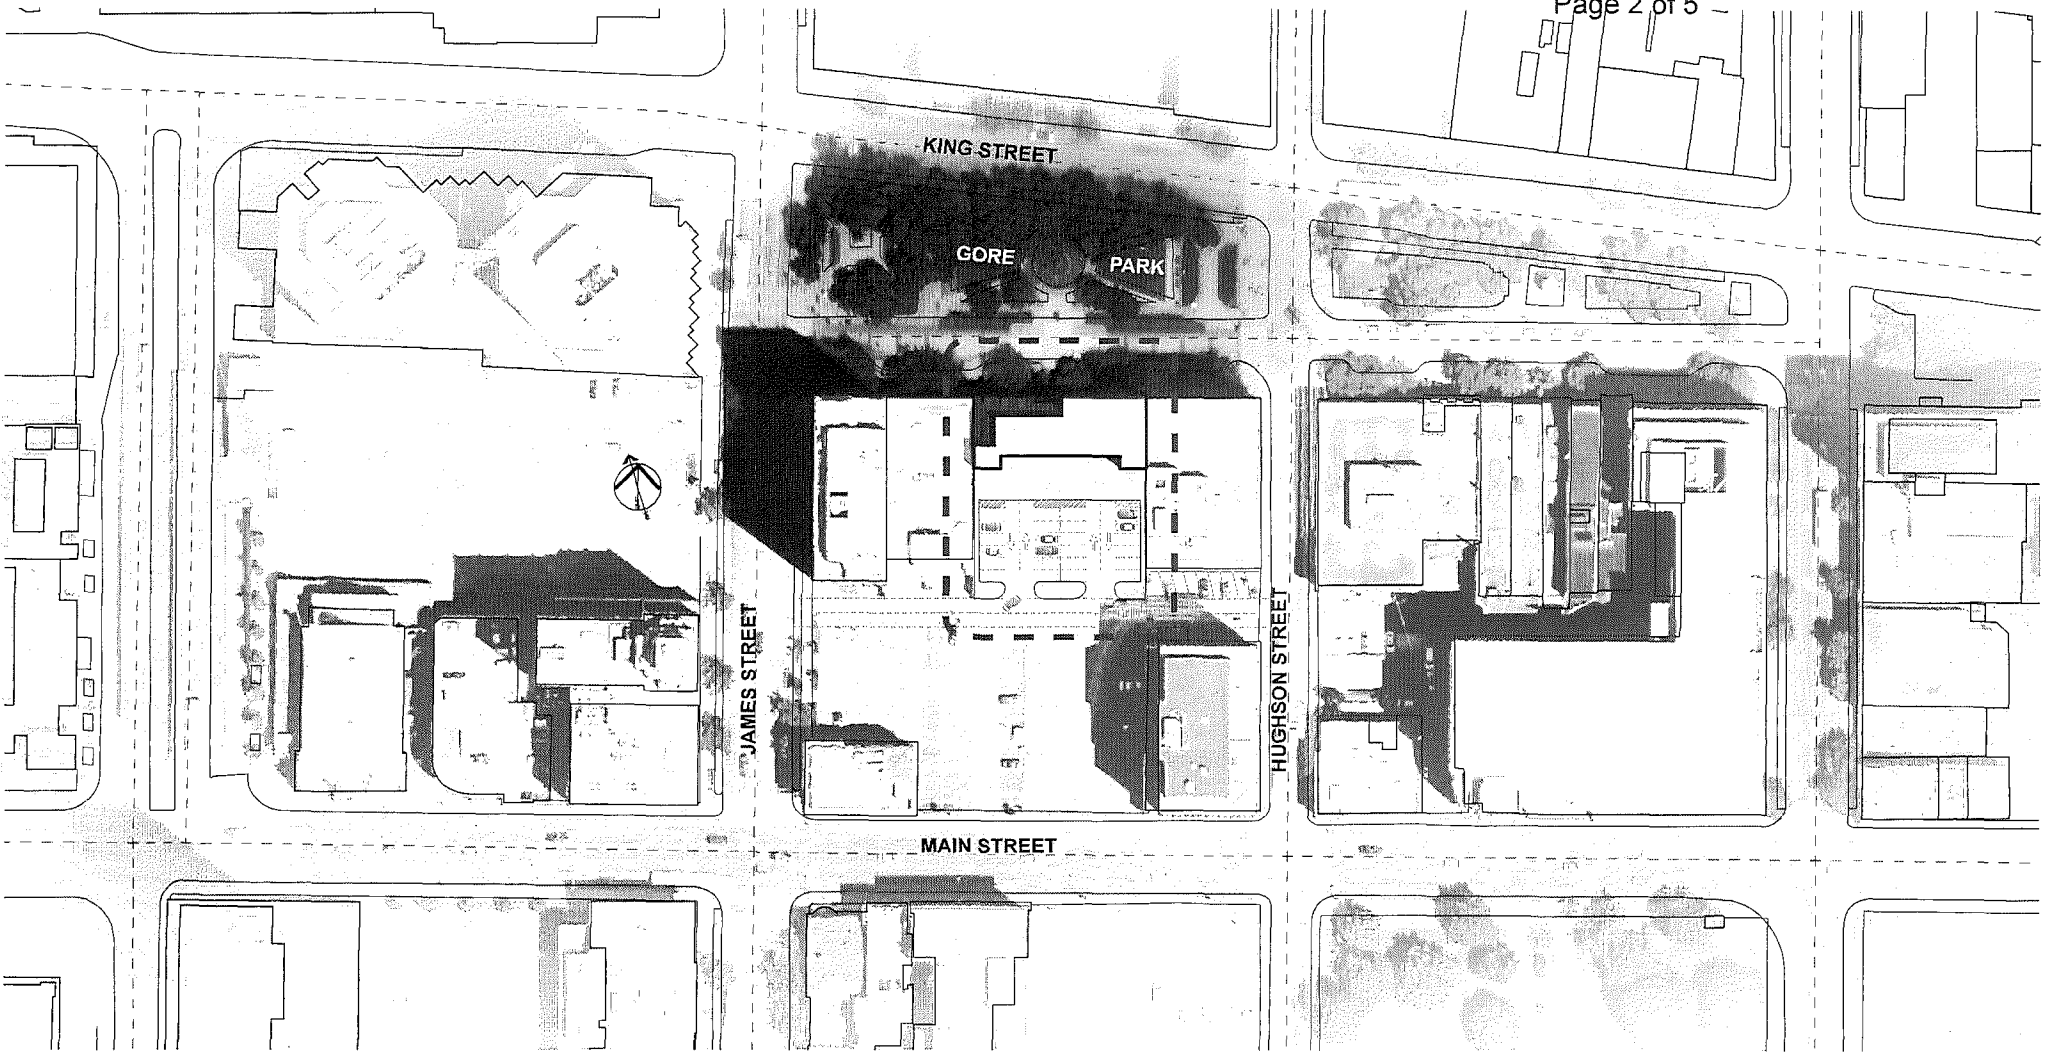 Page 2 of 5
KING STREET
GORE PARK
JAMES STREET
HUGHSON STREET
MAIN STREET